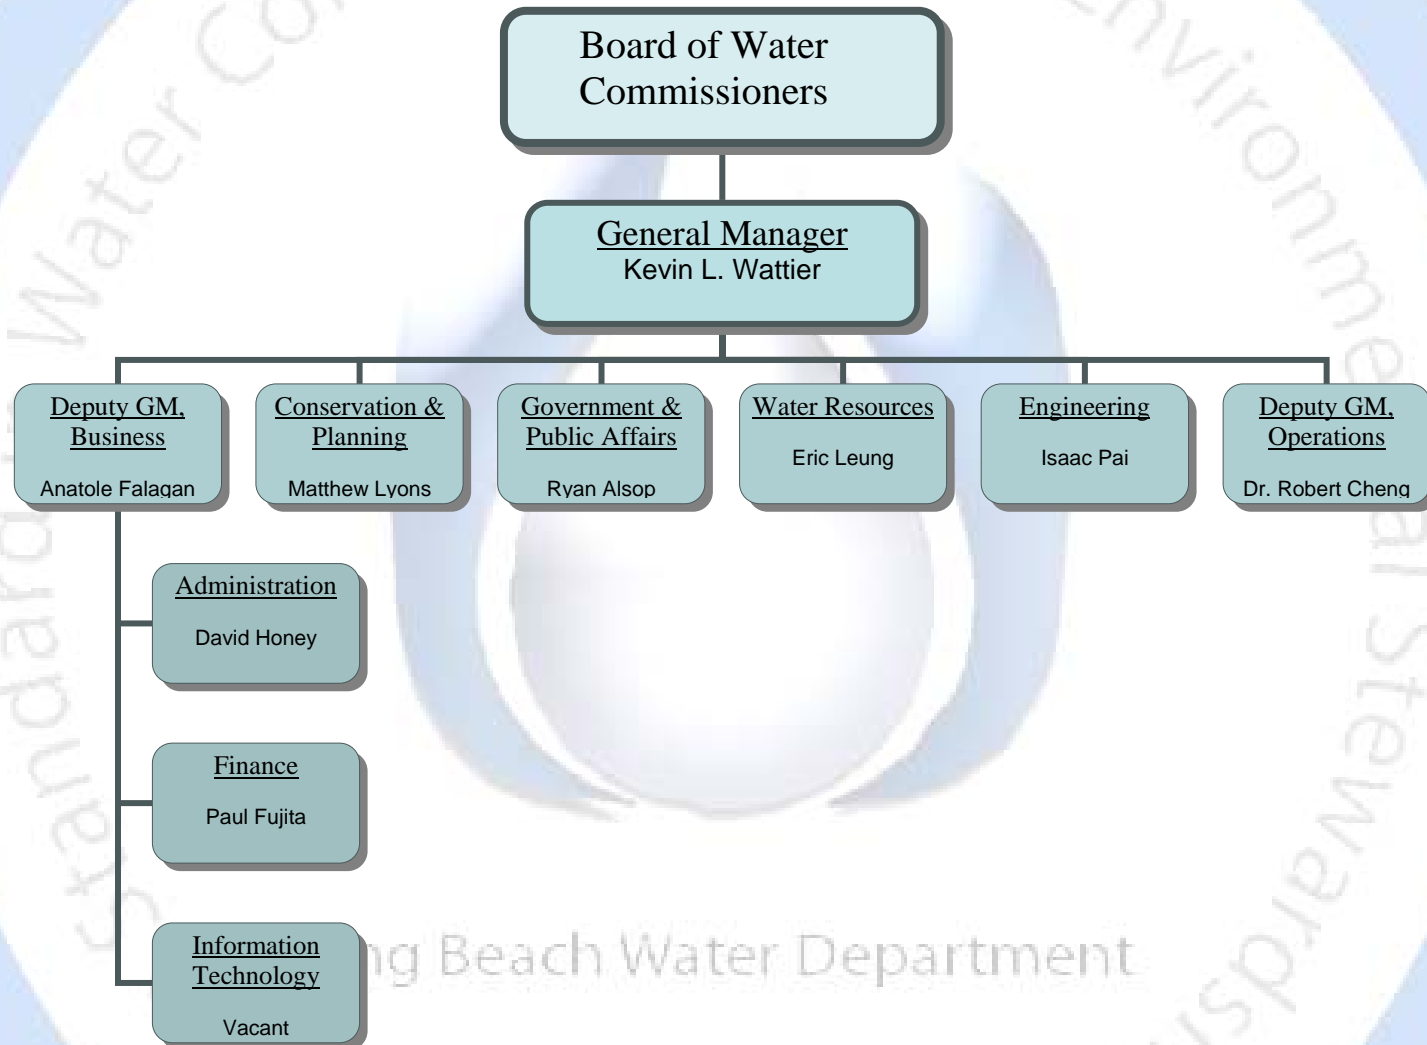 Board of Water
Commissioners
General Manager
Kevin L. Wattier
Deputy GM,
Business
Anatole Falagan
Conservation &
Planning
Matthew Lyons
Government &
Public Affairs
Ryan Alsop
Water Resources
Eric Leung
Engineering
Isaac Pai
Deputy GM,
Operations
Dr. Robert Cheng
Administration
David Honey
Finance
Paul Fujita
Information
Technology
Vacant
Beach Water Department
Water
Environmental